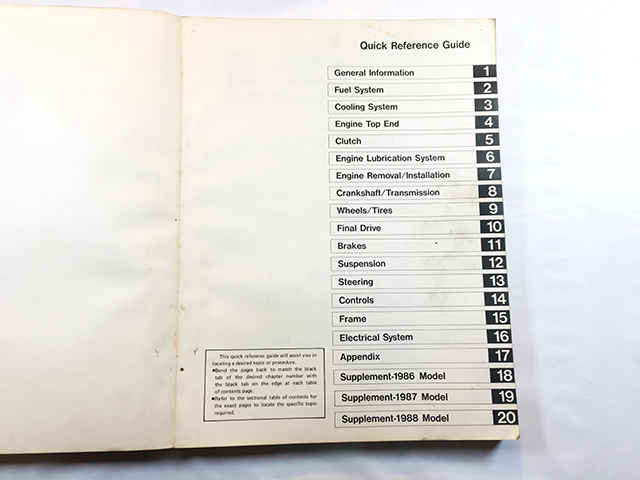 Quick Reference Guide
General Information 1
Fuel System 2
Cooling System 3
Engine Top End 4
Clutch 5
Engine Lubrication System 6
Engine Removal/Installation 7
Crankshaft/Transmission 8
Wheels/Tires 9
Final Drive 10
Brakes 11
Suspension 12
Steering 13
Controls 14
Frame 15
Electrical System 16
Appendix 17
Supplement-1986 Model 18
Supplement-1987 Model 19
Supplement-1988 Model 20
This quick reference guide will assist you in
locating a desired topic or procedure.
●Bend the pages back to match the black
tab of the desired chapter number with
the black tab on the edge at each table
of contents page.
●Refer to the sectional table of contents for
the exact pages to locate the specific topic
required.